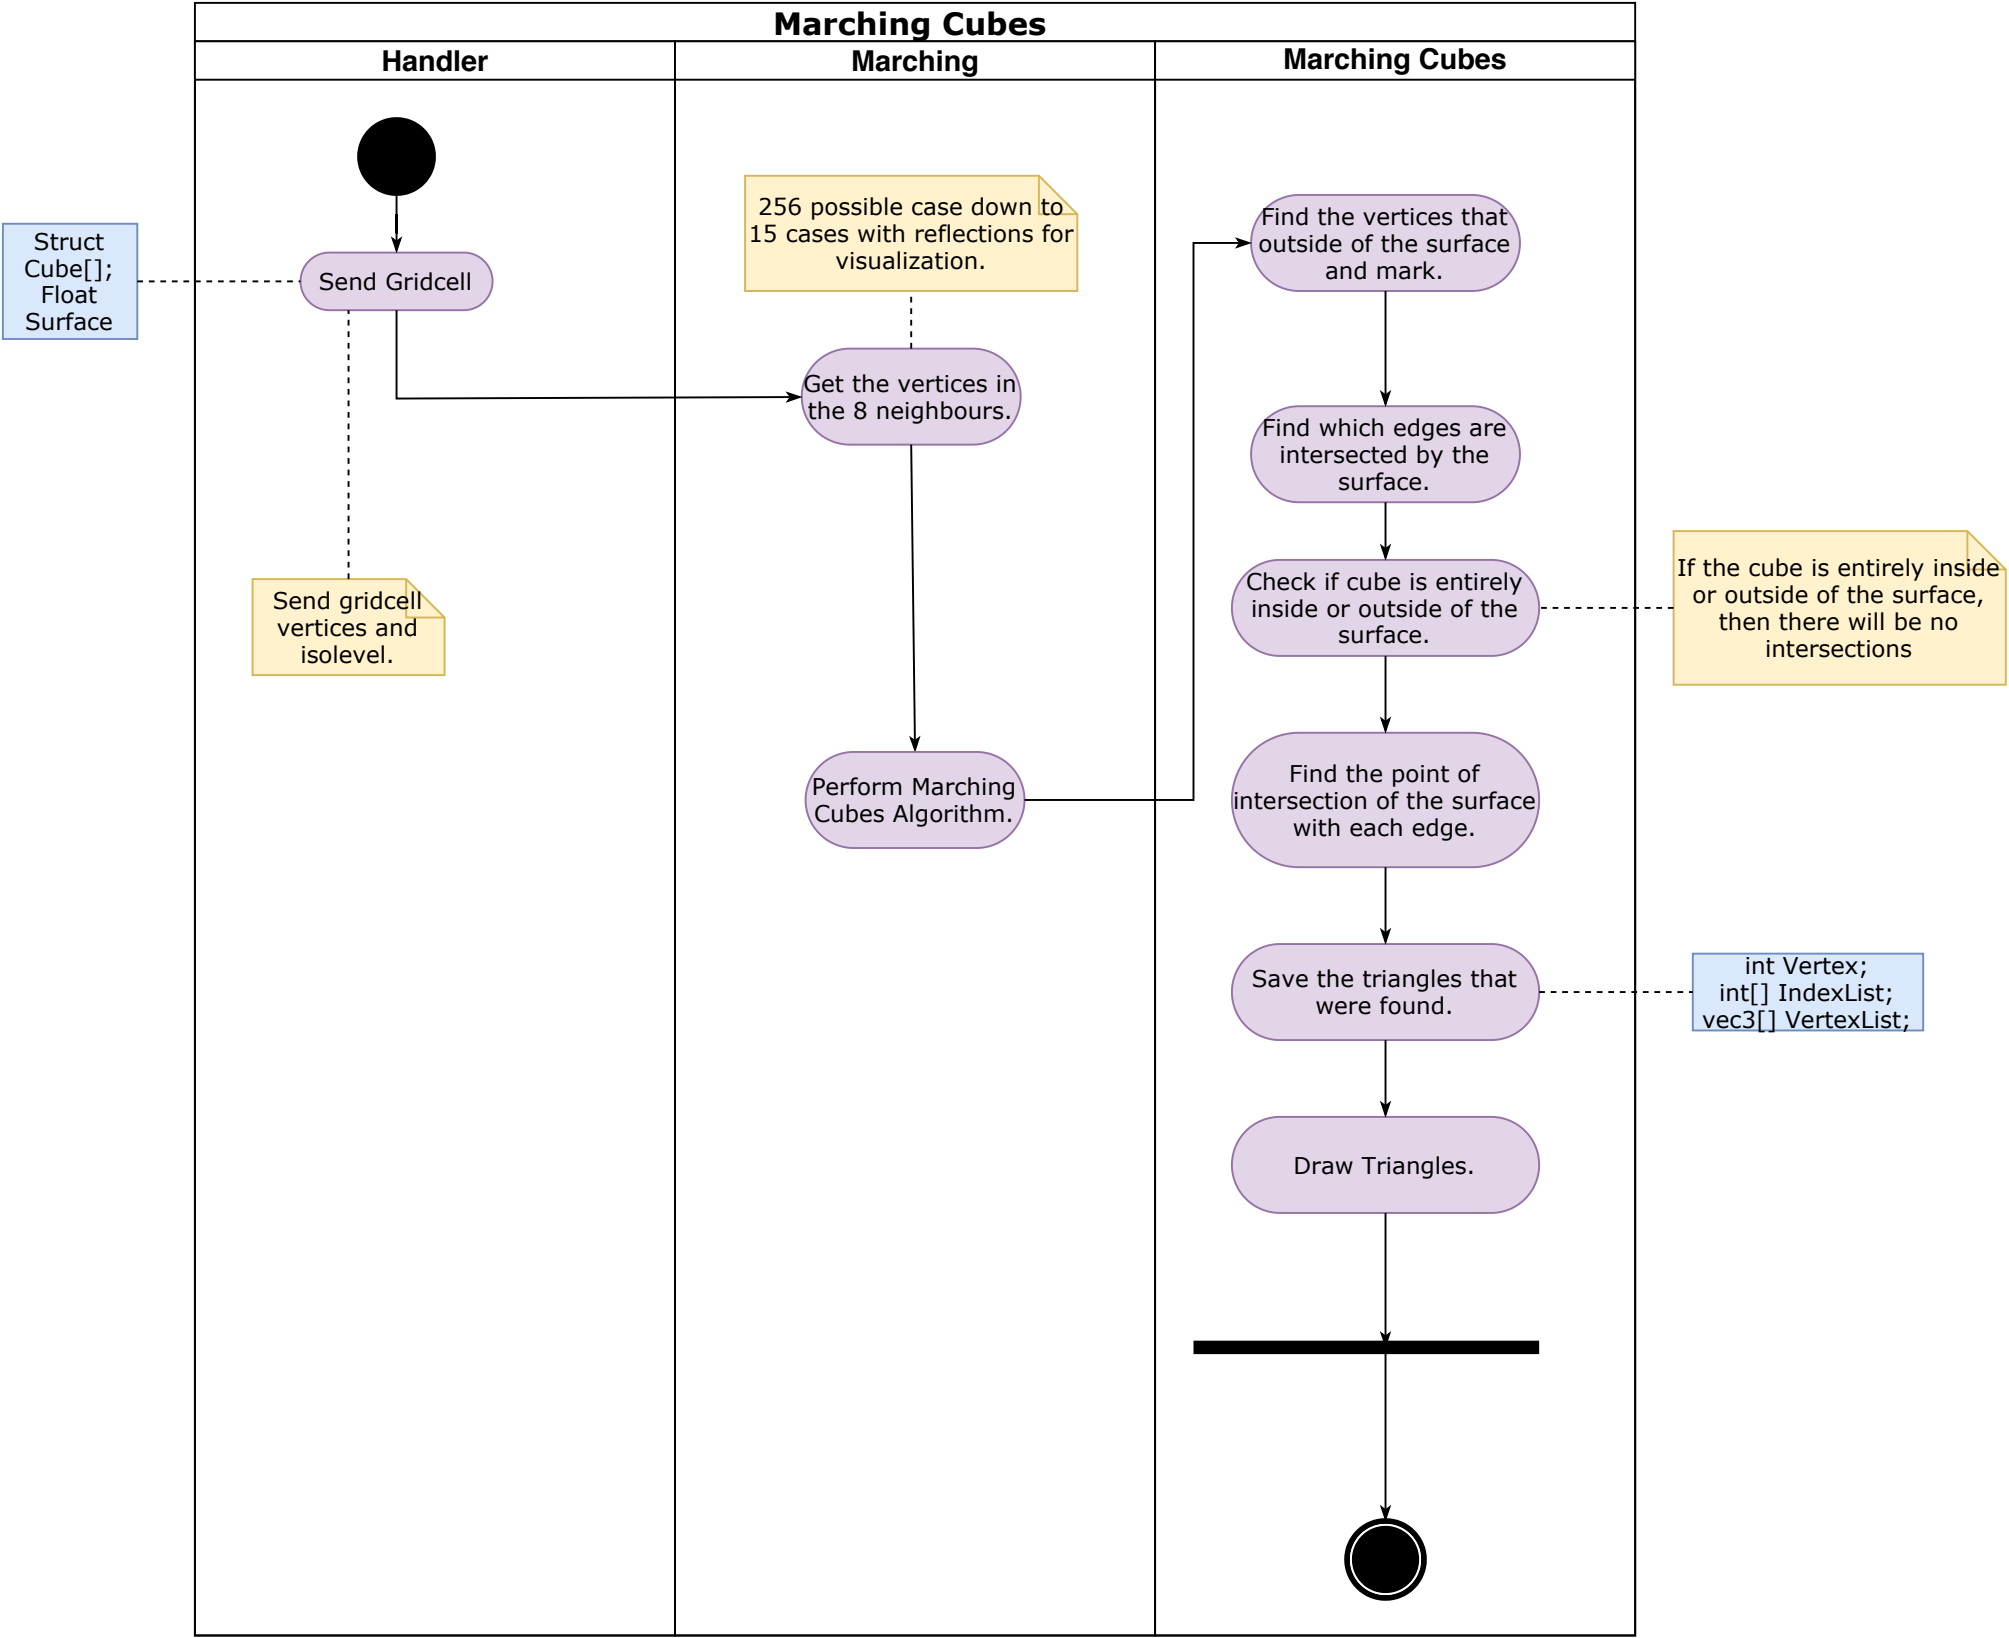 Marching Cubes
Handler
Marching
Marching Cubes
Struct
Cube[];
Float
Surface
Send Gridcell
Send gridcell
vertices and
isolevel.
256 possible case down to
15 cases with reflections for
visualization.
Get the vertices in
the 8 neighbours.
Perform Marching
Cubes Algorithm.
Find the vertices that
outside of the surface
and mark.
Find which edges are
intersected by the
surface.
Check if cube is entirely
inside or outside of the
surface.
If the cube is entirely inside
or outside of the surface,
then there will be no
intersections
Find the point of
intersection of the surface
with each edge.
Save the triangles that
were found.
int Vertex;
int[] IndexList;
vec3[] VertexList;
Draw Triangles.